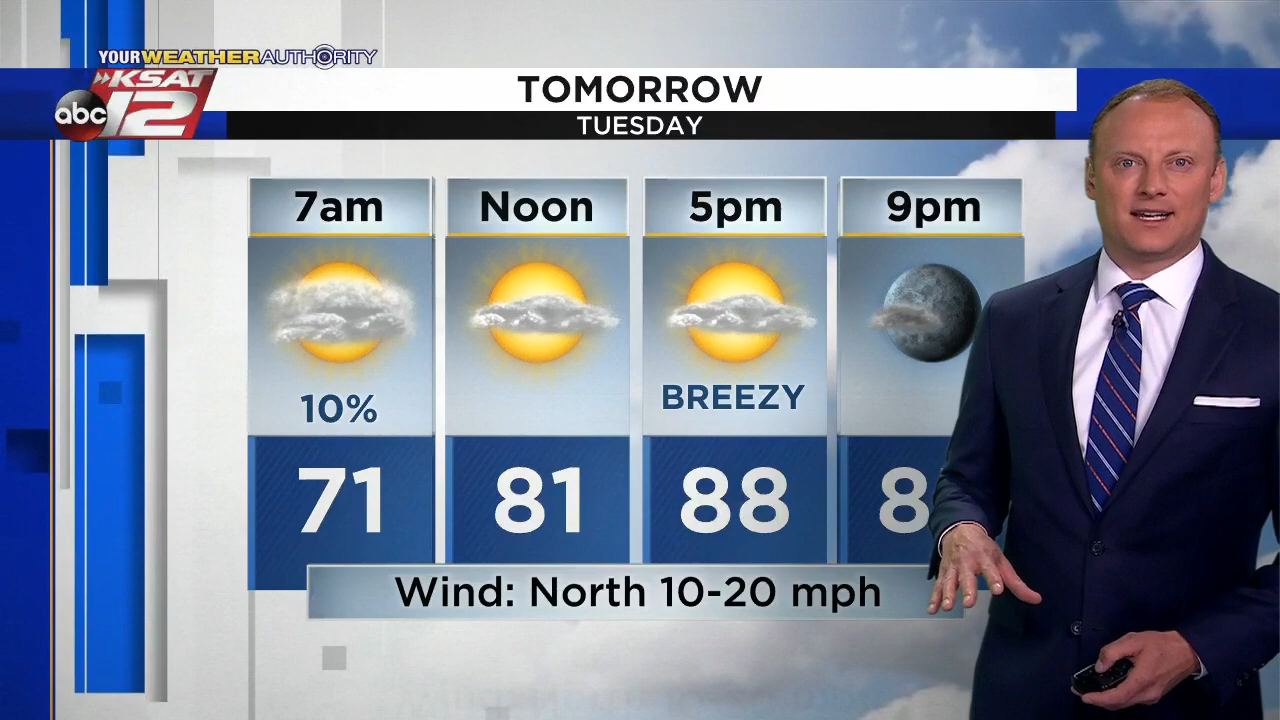 YOUR WEATHER AUTHORITY
KSAT
abc 12
TOMORROW
TUESDAY
7am Noon 5pm 9pm
10% BREEZY
71 81 88 8
Wind: North 10-20 mph